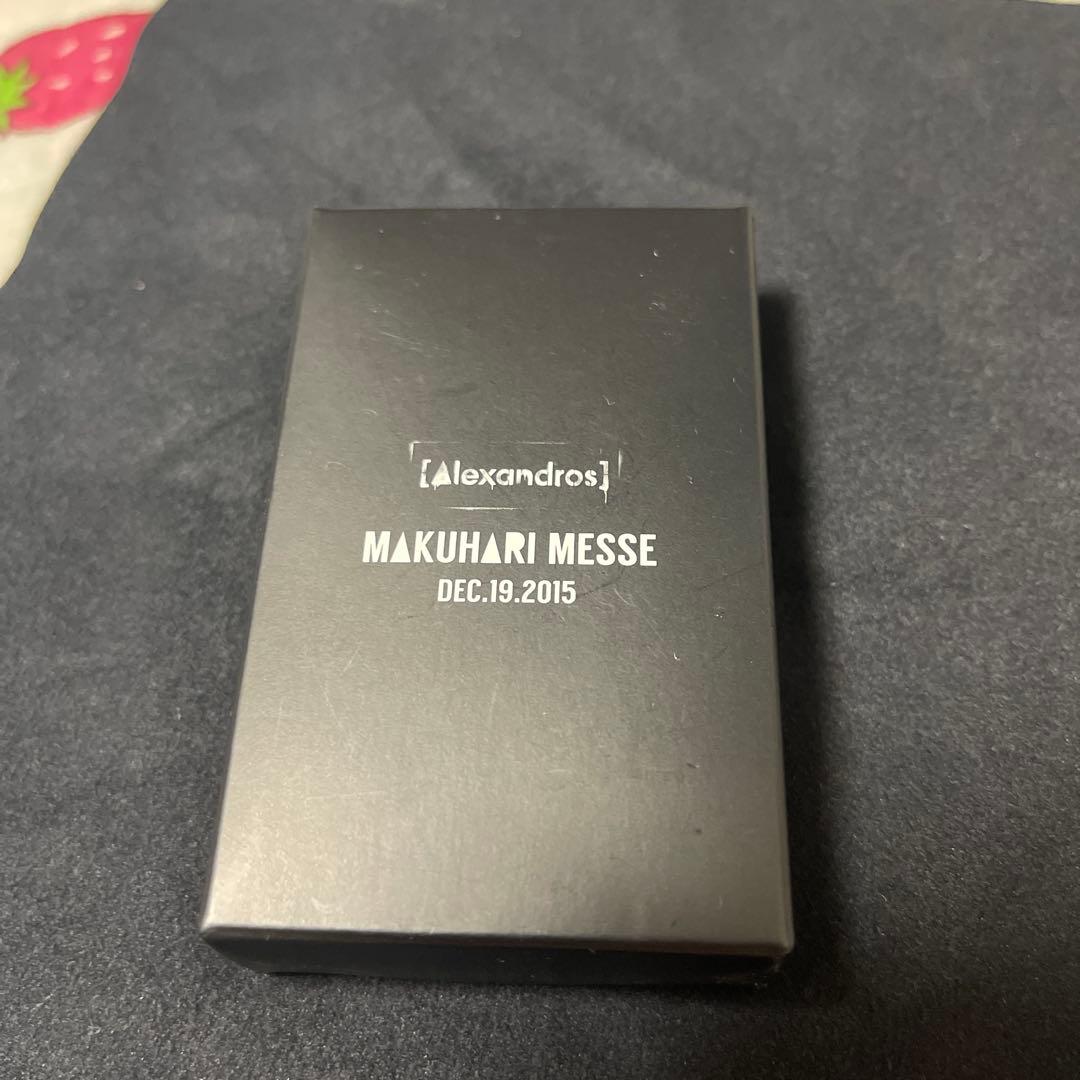 [Alexandros]
MAKUHARI MESSE
DEC.19.2015